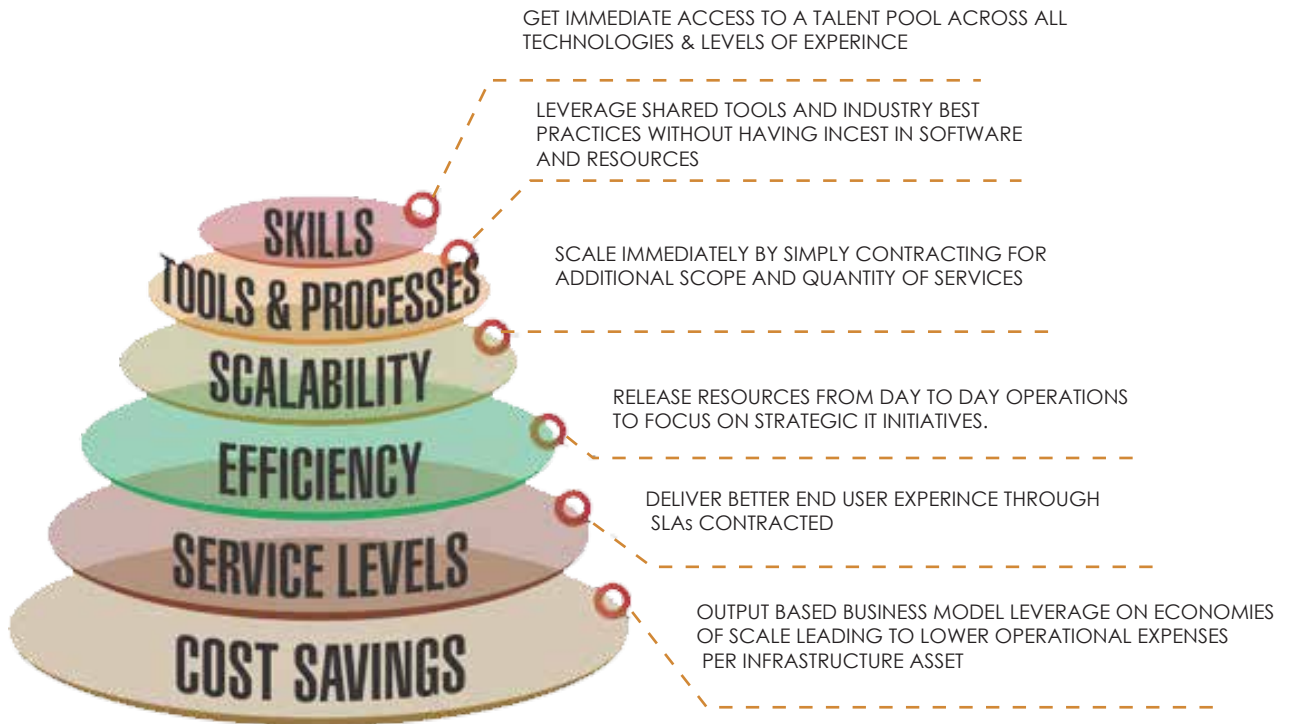 GET IMMEDIATE ACCESS TO A TALENT POOL ACROSS ALL
TECHNOLOGIES & LEVELS OF EXPERINCE
LEVERAGE SHARED TOOLS AND INDUSTRY BEST
PRACTICES WITHOUT HAVING INCEST IN SOFTWARE
AND RESOURCES
SKILLS
TOOLS & PROCESSES
SCALE IMMEDIATELY BY SIMPLY CONTRACTING FOR
ADDITIONAL SCOPE AND QUANTITY OF SERVICES
SCALABILITY
RELEASE RESOURCES FROM DAY TO DAY OPERATIONS
TO FOCUS ON STRATEGIC IT INITIATIVES.
EFFICIENCY
DELIVER BETTER END USER EXPERINCE THROUGH
SLAs CONTRACTED
SERVICE LEVELS
OUTPUT BASED BUSINESS MODEL LEVERAGE ON ECONOMIES
OF SCALE LEADING TO LOWER OPERATIONAL EXPENSES
PER INFRASTRUCTURE ASSET
COST SAVINGS